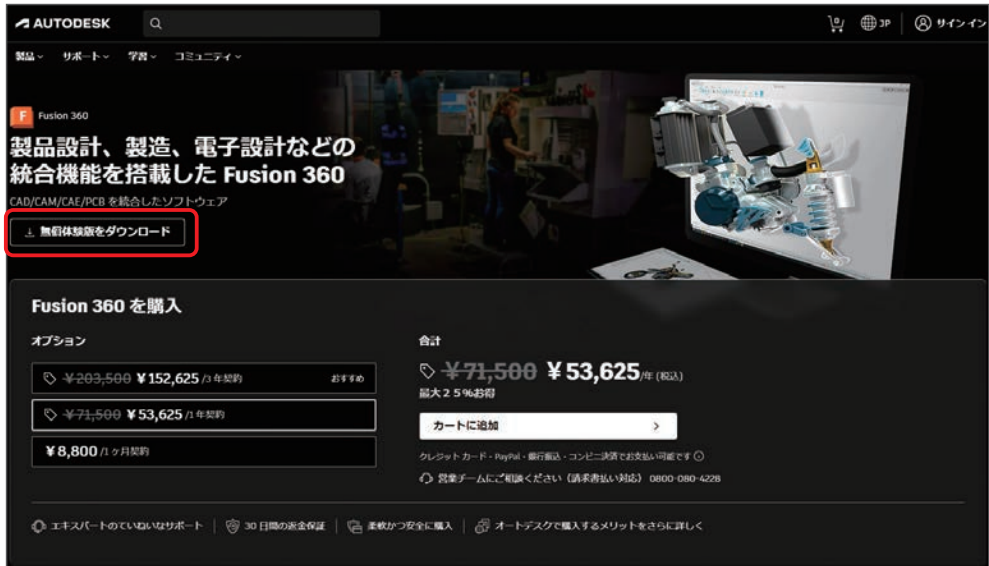 AUTODESK
0
JP
サインイン
製品
サポート
学習
コミュニティ
F Fusion 360
製品設計、製造、電子設計などの
統合機能を搭載した Fusion 360
CAD/CAM/CAE/PCB を統合したソフトウェア
無償体験版をダウンロード
Fusion 360 を購入
オプション
¥203,500 ¥152,625 /3 年契約 おすすめ
¥71,500 ¥53,625 /1 年契約
¥8,800 /1 ヶ月契約
合計
¥71,500 ¥53,625/年 (税込)
最大25%お得
カートに追加
クレジットカード・PayPal・銀行振込・コンビニ決済でお支払い可能です
営業チームにご相談ください（請求書払い対応） 0800-080-4228
エキスパートのていねいなサポート
30 日間の返金保証
柔軟かつ安全に購入
オートデスクで購入するメリットをさらに詳しく